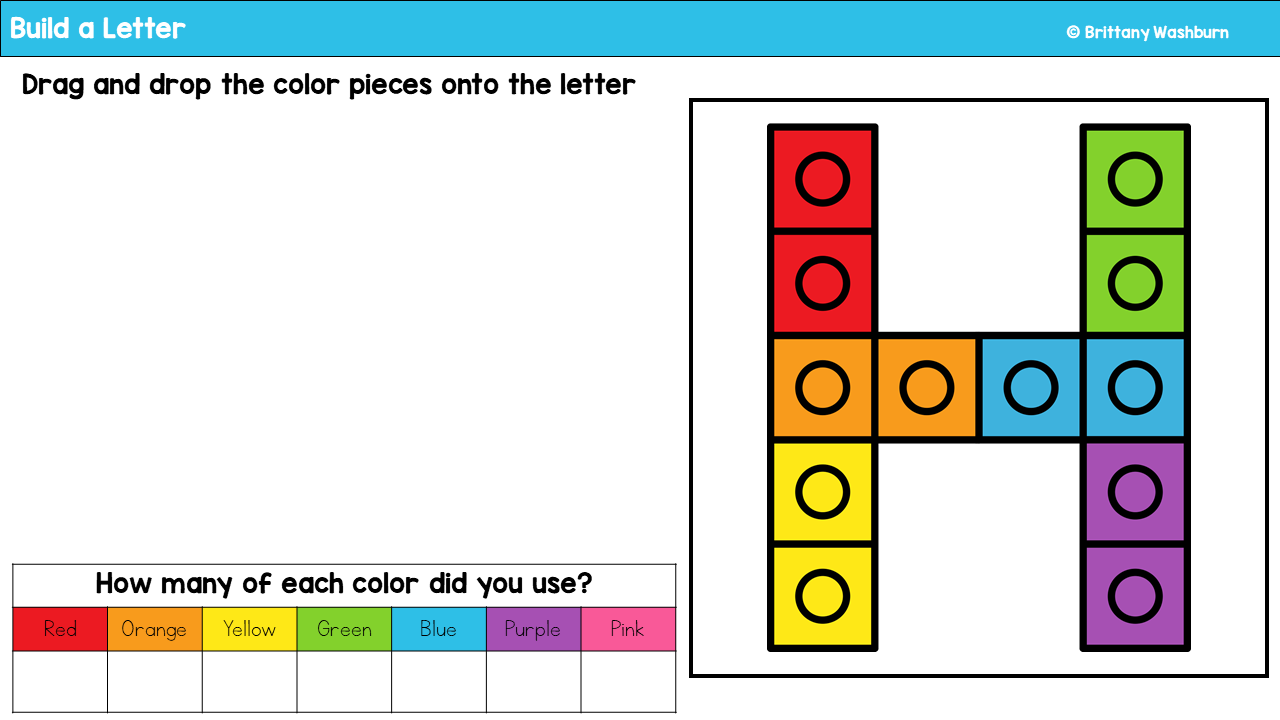 Build a Letter
© Brittany Washburn
Drag and drop the color pieces onto the letter
How many of each color did you use?
Red Orange Yellow Green Blue Purple Pink